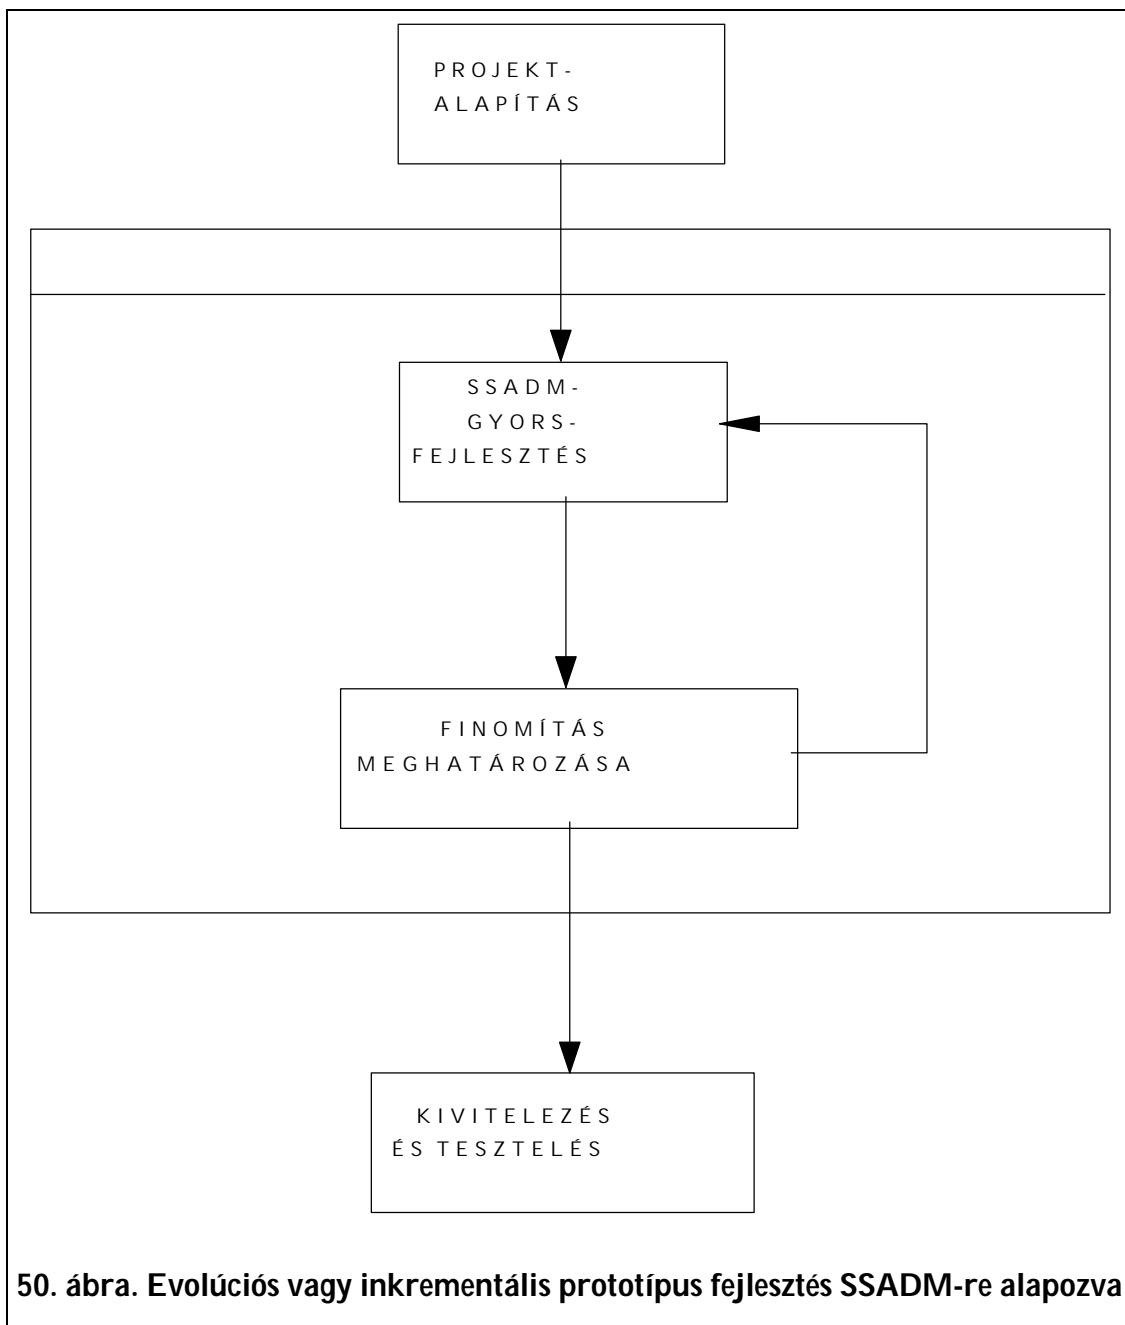 PROJEKT-
ALAPÍTÁS
SSADM-
GYORS-
FEJLESZTÉS
FINOMÍTÁS
MEGHATÁROZÁSA
KIVITELEZÉS
ÉS TESZTELÉS
50. ábra. Evolúciós vagy inkrementális prototípus fejlesztés SSADM-re alapozva